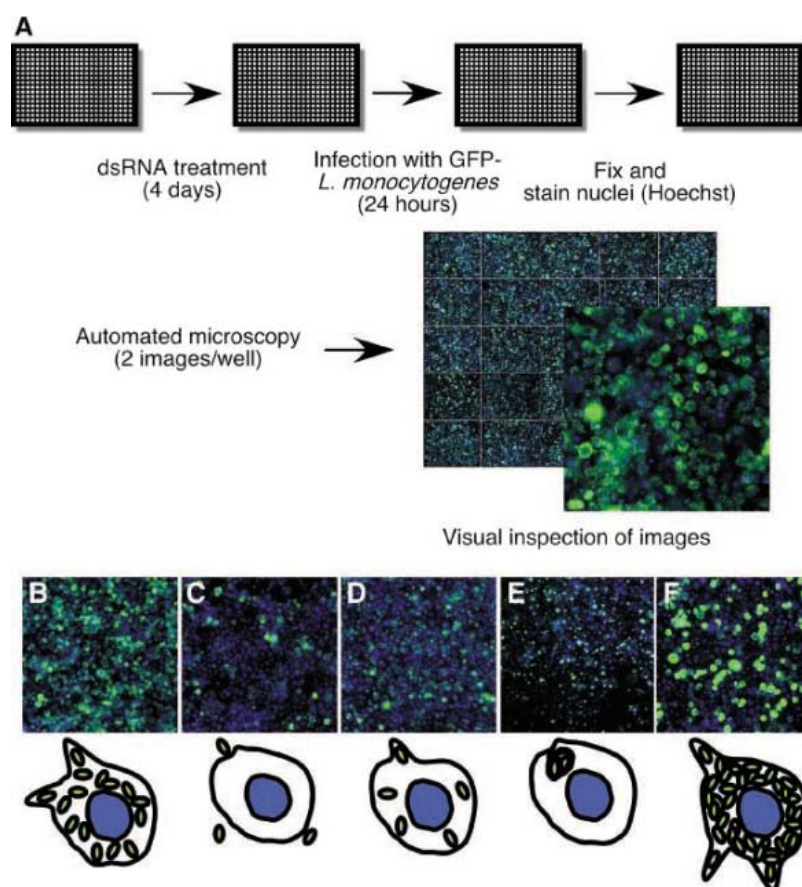 A
dsRNA treatment
(4 days)
Infection with GFP-
L. monocytogenes
(24 hours)
Fix and
stain nuclei (Hoechst)
Automated microscopy
(2 images/well)
Visual inspection of images
B
C
D
E
F